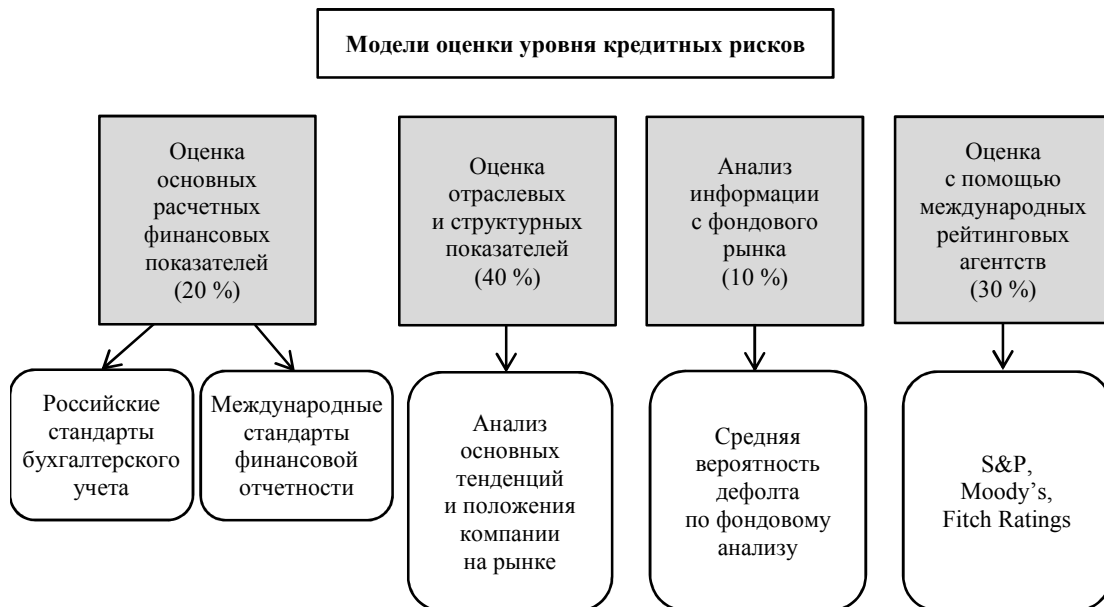 Модели оценки уровня кредитных рисков
Оценка
основных
расчетных
финансовых
показателей
(20 %)
Оценка
отраслевых
и структурных
показателей
(40 %)
Анализ
информации
с фондового
рынка
(10 %)
Оценка
с помощью
международных
рейтинговых
агентств
(30 %)
Российские
стандарты
бухгалтерского
учета
Международные
стандарты
финансовой
отчетности
Анализ
основных
тенденций
и положения
компании
на рынке
Средняя
вероятность
дефолта
по фондовому
анализу
S&P,
Moody’s,
Fitch Ratings